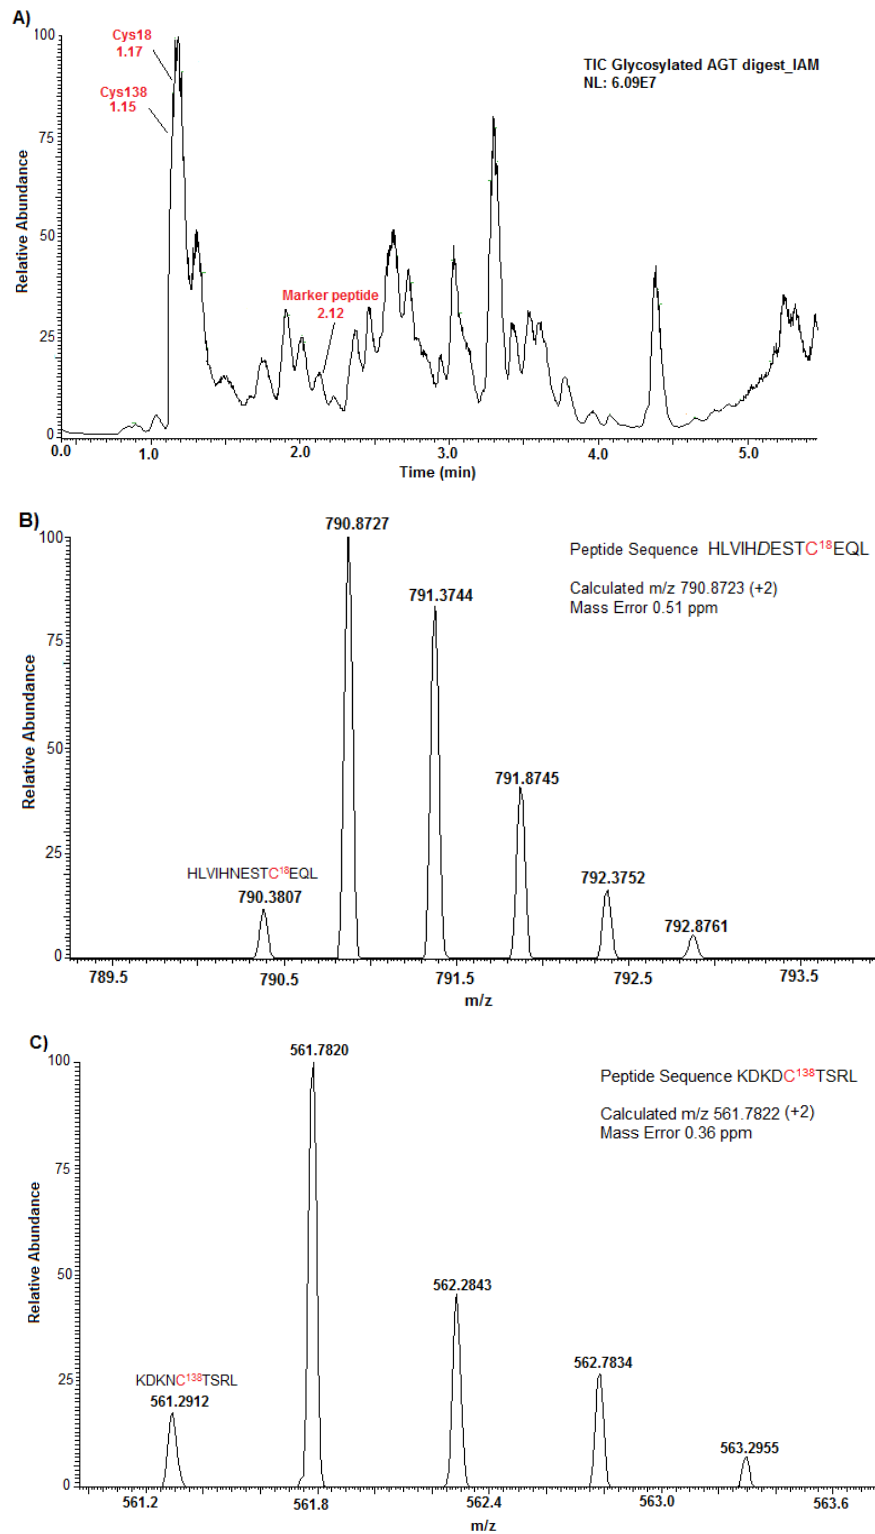 A)
Cys18
1.17
Cys138
1.15
TIC Glycosylated AGT digest_IAM
NL: 6.09E7
Marker peptide
2.12
Relative Abundance
100
75
50
25
0
0.0 1.0 2.0 3.0 4.0 5.0
Time (min)
B)
790.8727
Peptide Sequence HLVIHDESTC18EQL
791.3744
Calculated m/z 790.8723 (+2)
Mass Error 0.51 ppm
791.8745
HLVIHNESTC18EQL
790.3807
792.3752
792.8761
Relative Abundance
100
75
50
25
0
789.5 790.5 791.5 792.5 793.5
m/z
C)
561.7820
Peptide Sequence KDKDC138TSRL
Calculated m/z 561.7822 (+2)
Mass Error 0.36 ppm
562.2843
562.7834
KDKNC138TSRL
561.2912
563.2955
Relative Abundance
100
75
50
25
0
561.2 561.8 562.4 563.0 563.6
m/z